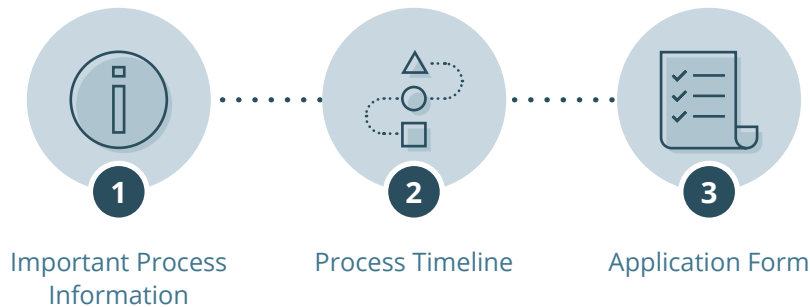 1
Important Process
Information
2
Process Timeline
3
Application Form